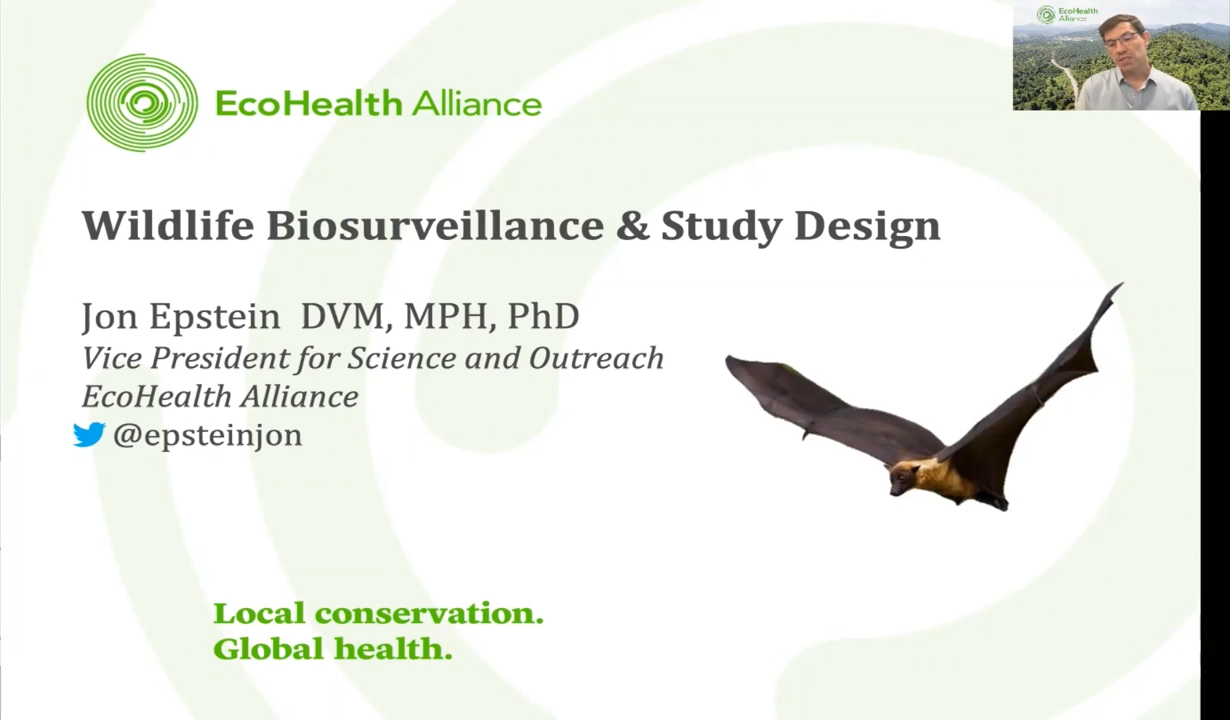 EcoHealth Alliance
EcoHealth
Alliance
Wildlife Biosurveillance & Study Design
Jon Epstein DVM, MPH, PhD
Vice President for Science and Outreach
EcoHealth Alliance
@epsteinjon
Local conservation.
Global health.